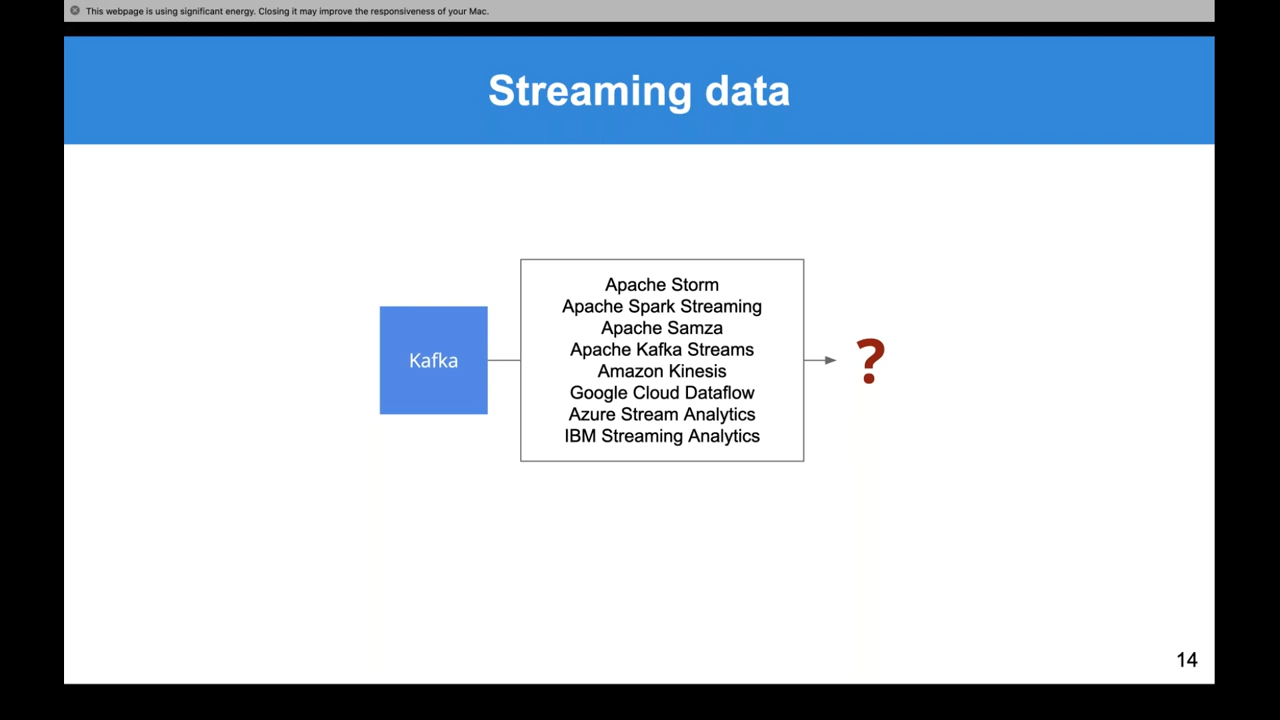 This webpage is using significant energy. Closing it may improve the responsiveness of your Mac.
Streaming data
Kafka
Apache Storm
Apache Spark Streaming
Apache Samza
Apache Kafka Streams
Amazon Kinesis
Google Cloud Dataflow
Azure Stream Analytics
IBM Streaming Analytics
?
14